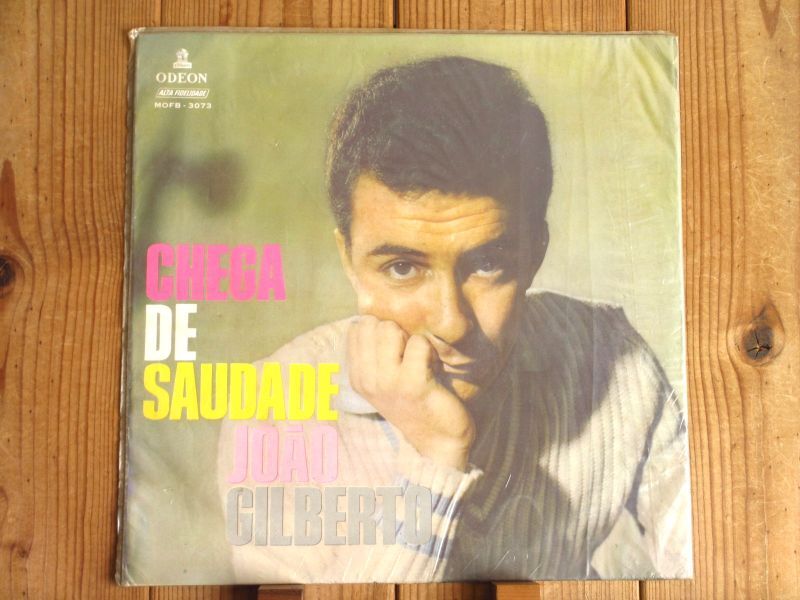 ODEON
ALTA FIDELIDADE
MOFB - 3073
CHEGA
DE
SAUDADE
JOÃO
GILBERTO